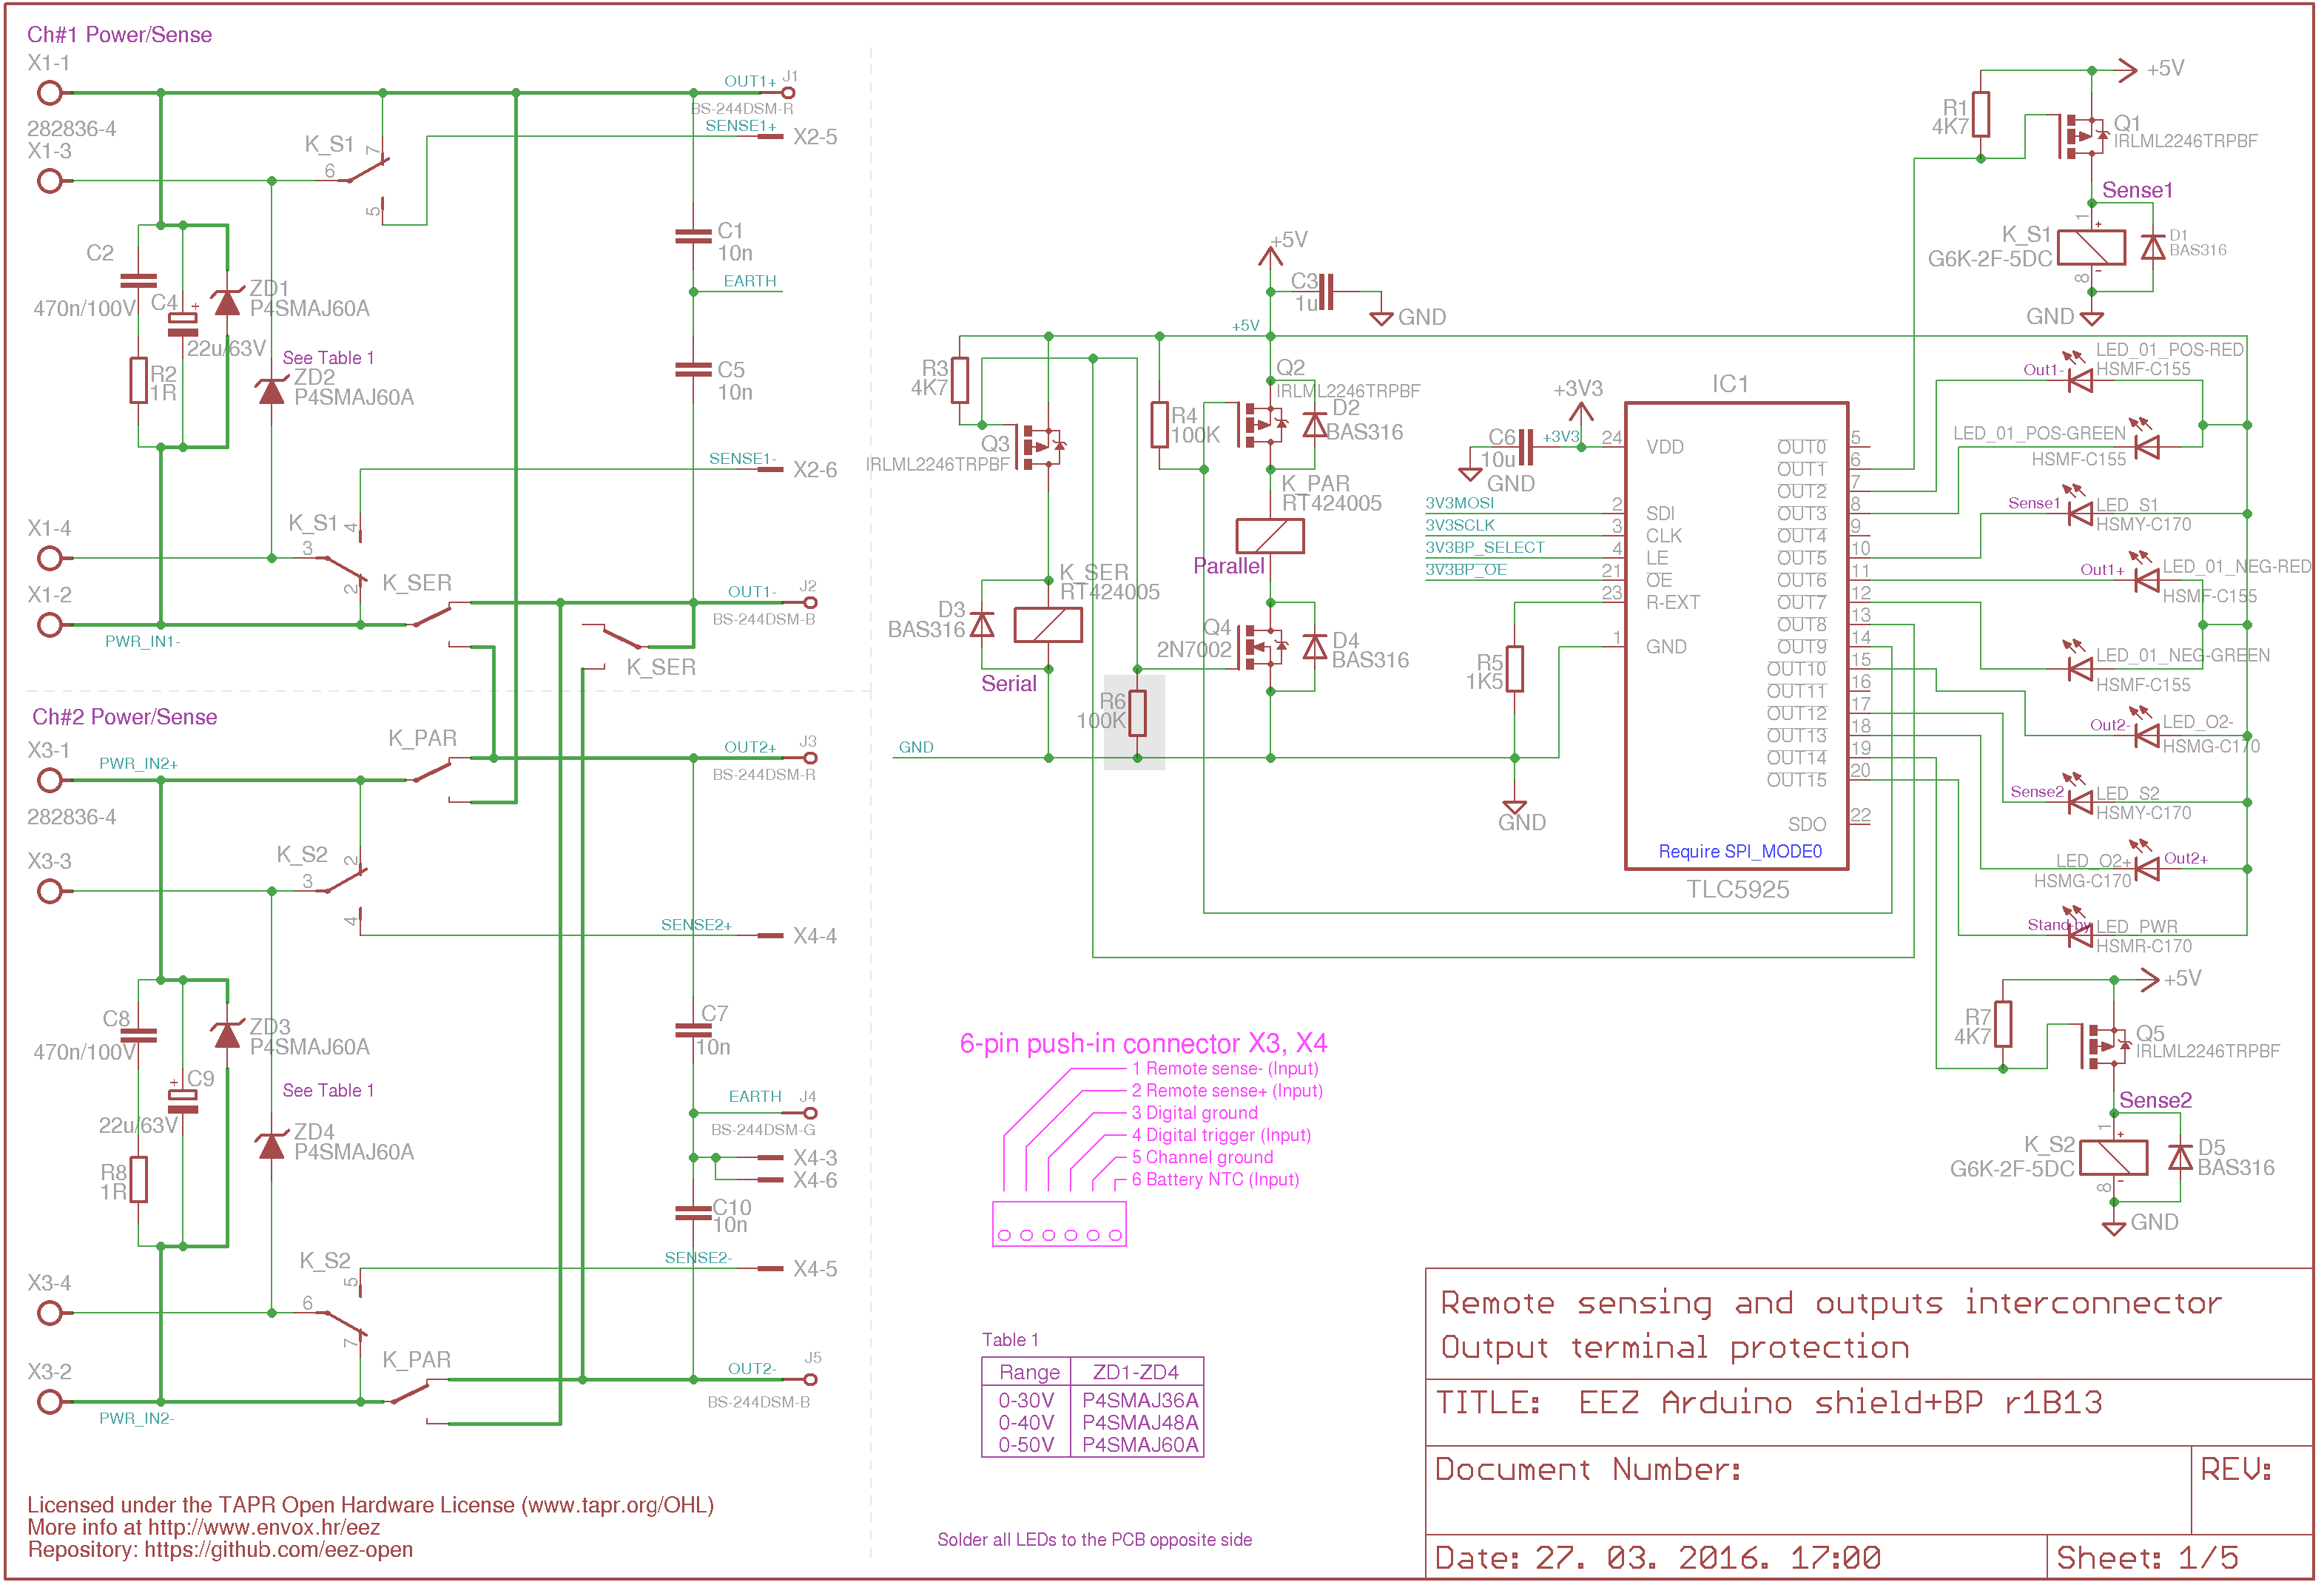 Ch#1 Power/Sense
X1-1
OUT1+
J1
BS-244DSM-R
SENSE1+
X2-5
282836-4
X1-3
K_S1
7
6
5
C2
470n/100V
C4
+
22u/63V
ZD1
P4SMAJ60A
R2
1R
See Table 1
ZD2
P4SMAJ60A
C1
10n
EARTH
C5
10n
SENSE1-
X2-6
X1-4
K_S1
4
3
2
K_SER
X1-2
PWR_IN1-
OUT1-
J2
BS-244DSM-B
K_SER
Ch#2 Power/Sense
X3-1
PWR_IN2+
K_PAR
OUT2+
J3
BS-244DSM-R
282836-4
X3-3
K_S2
2
3
4
SENSE2+
X4-4
C8
470n/100V
ZD3
P4SMAJ60A
+
C9
22u/63V
See Table 1
ZD4
P4SMAJ60A
R8
1R
C7
10n
EARTH
J4
BS-244DSM-G
X4-3
X4-6
C10
10n
SENSE2-
X4-5
X3-4
K_S2
5
6
7
K_PAR
X3-2
PWR_IN2-
OUT2-
J5
BS-244DSM-B
Licensed under the TAPR Open Hardware License (www.tapr.org/OHL)
More info at http://www.envox.hr/eez
Repository: https://github.com/eez-open
+5V
C3
1u
GND
+5V
R3
4K7
Q3
IRLML2246TRPBF
R4
100K
Q2
IRLML2246TRPBF
D2
BAS316
K_PAR
RT424005
Parallel
K_SER
RT424005
D3
BAS316
Serial
Q4
2N7002
D4
BAS316
R6
100K
GND
+3V3
C6
10u
+3V3
GND
3V3MOSI
3V3SCLK
3V3BP_SELECT
3V3BP_OE
R5
1K5
GND
IC1
24 VDD
2 SDI
3 CLK
4 LE
21 OE
23 R-EXT
1 GND
OUT0 5
OUT1 6
OUT2 7
OUT3 8
OUT4 9
OUT5 10
OUT6 11
OUT7 12
OUT8 13
OUT9 14
OUT10 15
OUT11 16
OUT12 17
OUT13 18
OUT14 19
OUT15 20
SDO 22
Require SPI_MODE0
TLC5925
+5V
R1
4K7
Q1
IRLML2246TRPBF
Sense1
1
+
K_S1
G6K-2F-5DC
8
-
D1
BAS316
GND
LED_01_POS-RED
Out1-
HSMF-C155
LED_01_POS-GREEN
HSMF-C155
Sense1
LED_S1
HSMY-C170
Out1+
LED_01_NEG-RED
HSMF-C155
LED_01_NEG-GREEN
HSMF-C155
Out2-
LED_O2-
HSMG-C170
Sense2
LED_S2
HSMY-C170
LED_O2+
Out2+
HSMG-C170
Stand-by
LED_PWR
HSMR-C170
+5V
R7
4K7
Q5
IRLML2246TRPBF
Sense2
1
+
K_S2
G6K-2F-5DC
8
-
D5
BAS316
GND
6-pin push-in connector X3, X4
1 Remote sense- (Input)
2 Remote sense+ (Input)
3 Digital ground
4 Digital trigger (Input)
5 Channel ground
6 Battery NTC (Input)
Table 1
Range ZD1-ZD4
0-30V P4SMAJ36A
0-40V P4SMAJ48A
0-50V P4SMAJ60A
Solder all LEDs to the PCB opposite side
Remote sensing and outputs interconnector
Output terminal protection
TITLE: EEZ Arduino shield+BP r1B13
Document Number:
REV:
Date: 27. 03. 2016. 17:00
Sheet: 1/5